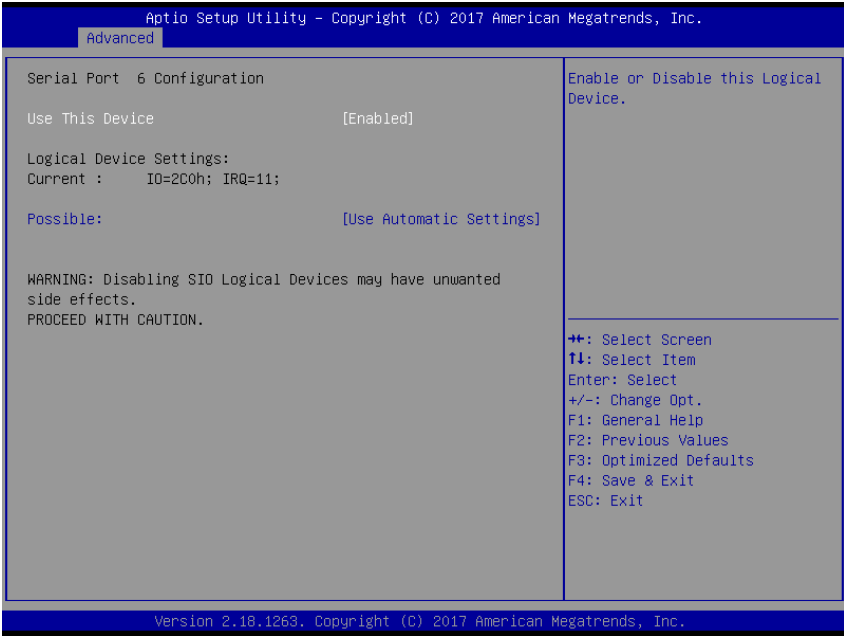 Aptio Setup Utility – Copyright (C) 2017 American Megatrends, Inc.
Advanced
Serial Port  6 Configuration
Use This Device [Enabled]
Logical Device Settings:
Current : IO=2C0h; IRQ=11;
Possible: [Use Automatic Settings]
WARNING: Disabling SIO Logical Devices may have unwanted
side effects.
PROCEED WITH CAUTION.
Enable or Disable this Logical
Device.
→←: Select Screen
↑↓: Select Item
Enter: Select
+/-: Change Opt.
F1: General Help
F2: Previous Values
F3: Optimized Defaults
F4: Save & Exit
ESC: Exit
Version 2.18.1263. Copyright (C) 2017 American Megatrends, Inc.